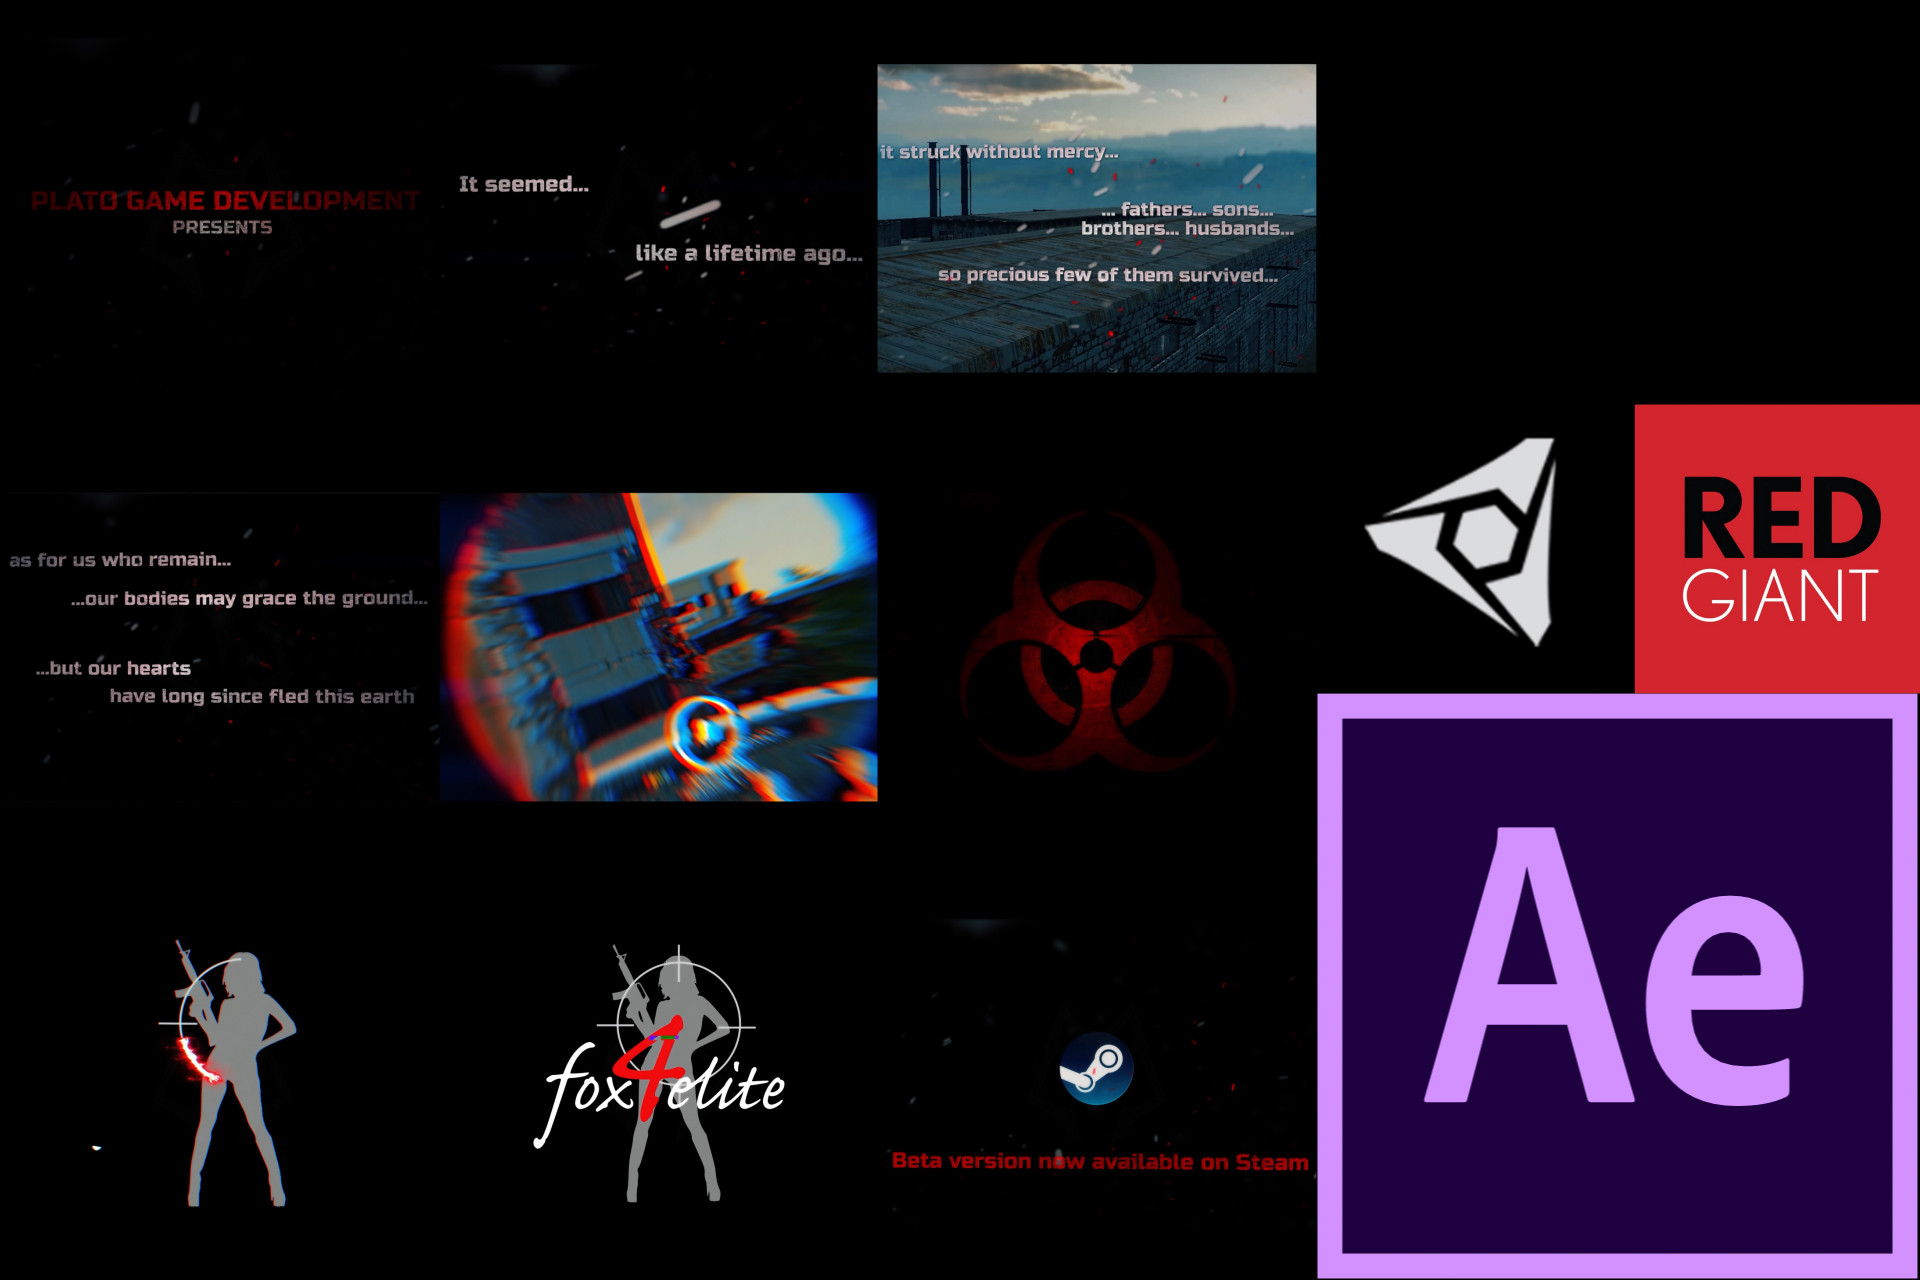 PLATO GAME DEVELOPMENT
PRESENTS
It seemed...
like a lifetime ago...
it struck without mercy...
... fathers... sons...
brothers... husbands...
so precious few of them survived...
as for us who remain...
...our bodies may grace the ground...
...but our hearts
have long since fled this earth
RED
GIANT
fox4elite
Beta version now available on Steam
Ae